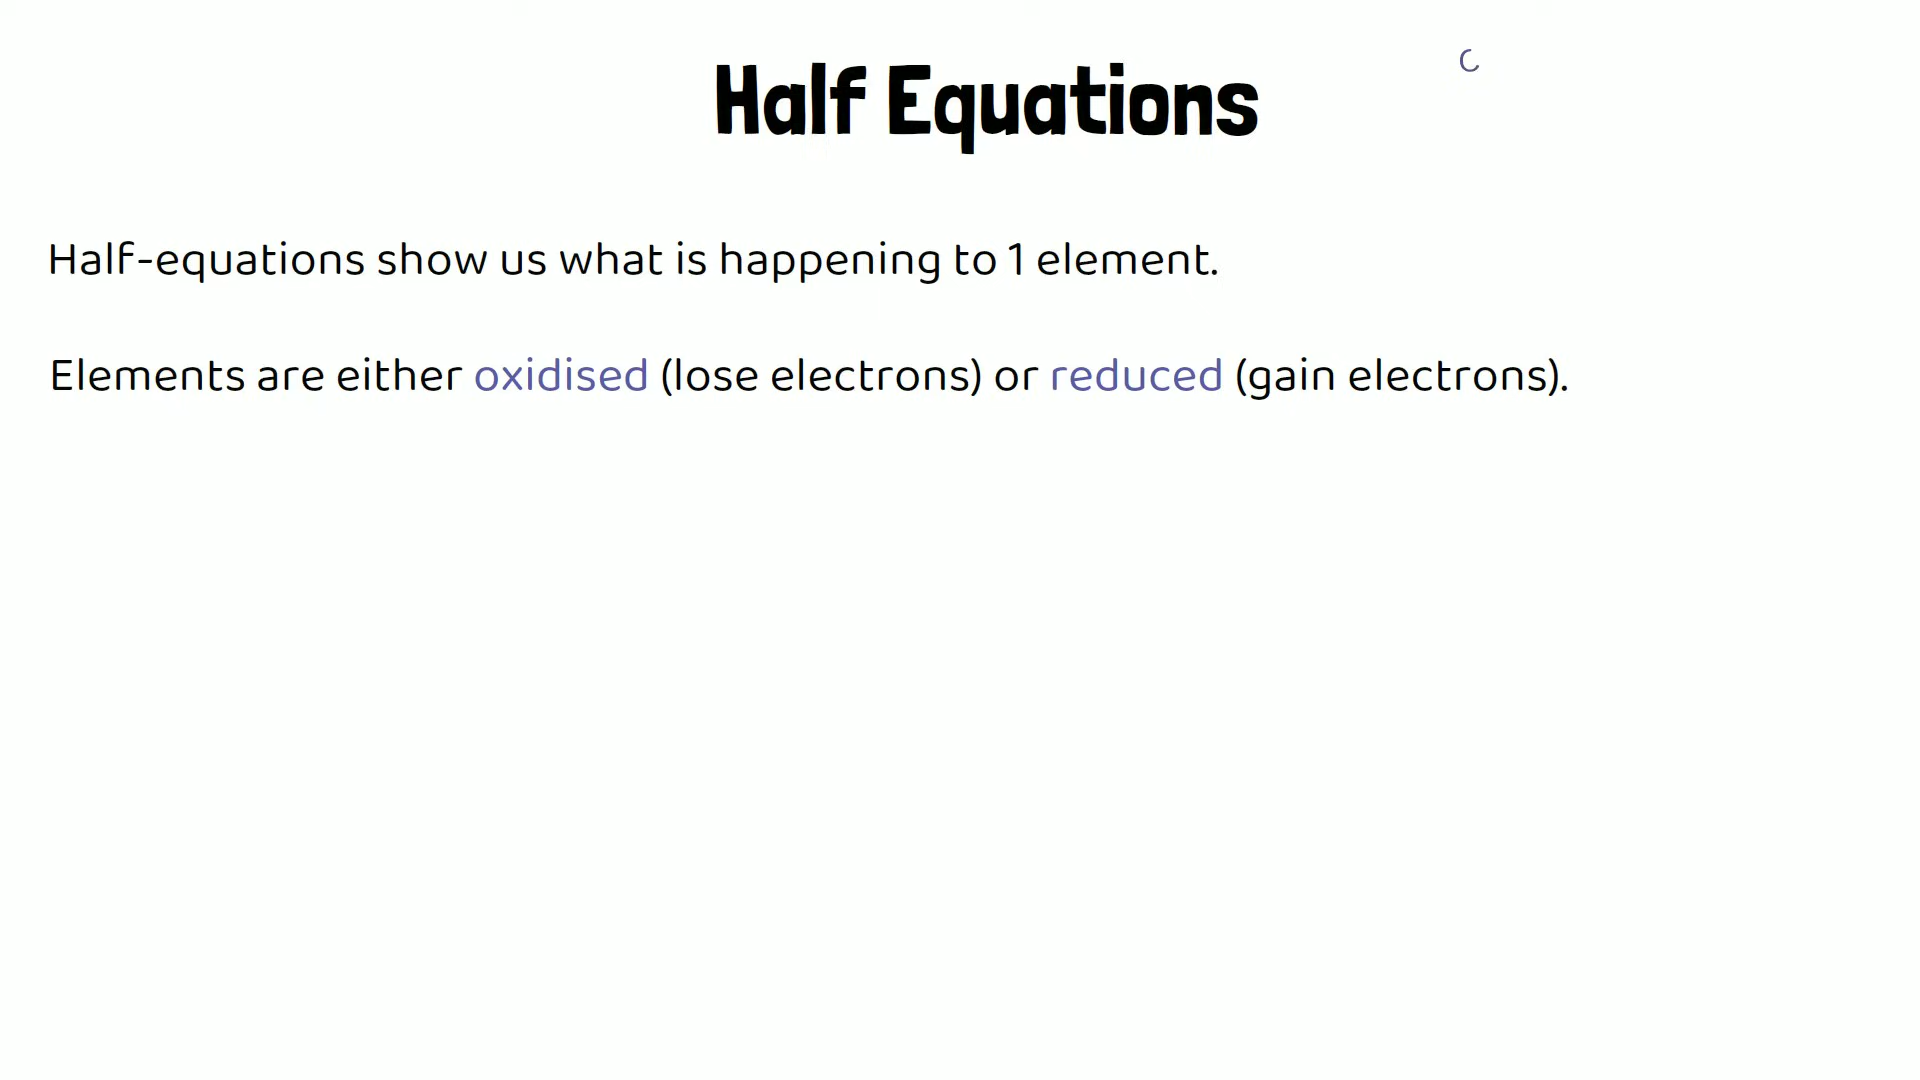 Half Equations
C
Half-equations show us what is happening to 1 element.
Elements are either oxidised (lose electrons) or reduced (gain electrons).